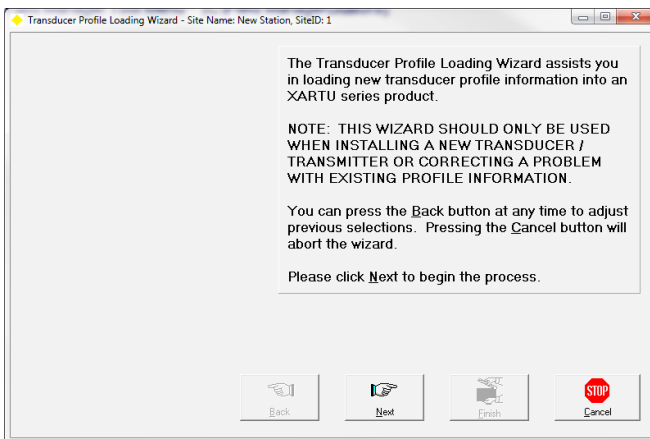 Transducer Profile Loading Wizard - Site Name: New Station, SiteID: 1
The Transducer Profile Loading Wizard assists you
in loading new transducer profile information into an
XARTU series product.
NOTE: THIS WIZARD SHOULD ONLY BE USED
WHEN INSTALLING A NEW TRANSDUCER /
TRANSMITTER OR CORRECTING A PROBLEM
WITH EXISTING PROFILE INFORMATION.
You can press the Back button at any time to adjust
previous selections. Pressing the Cancel button will
abort the wizard.
Please click Next to begin the process.
STOP
Back Next Finish Cancel